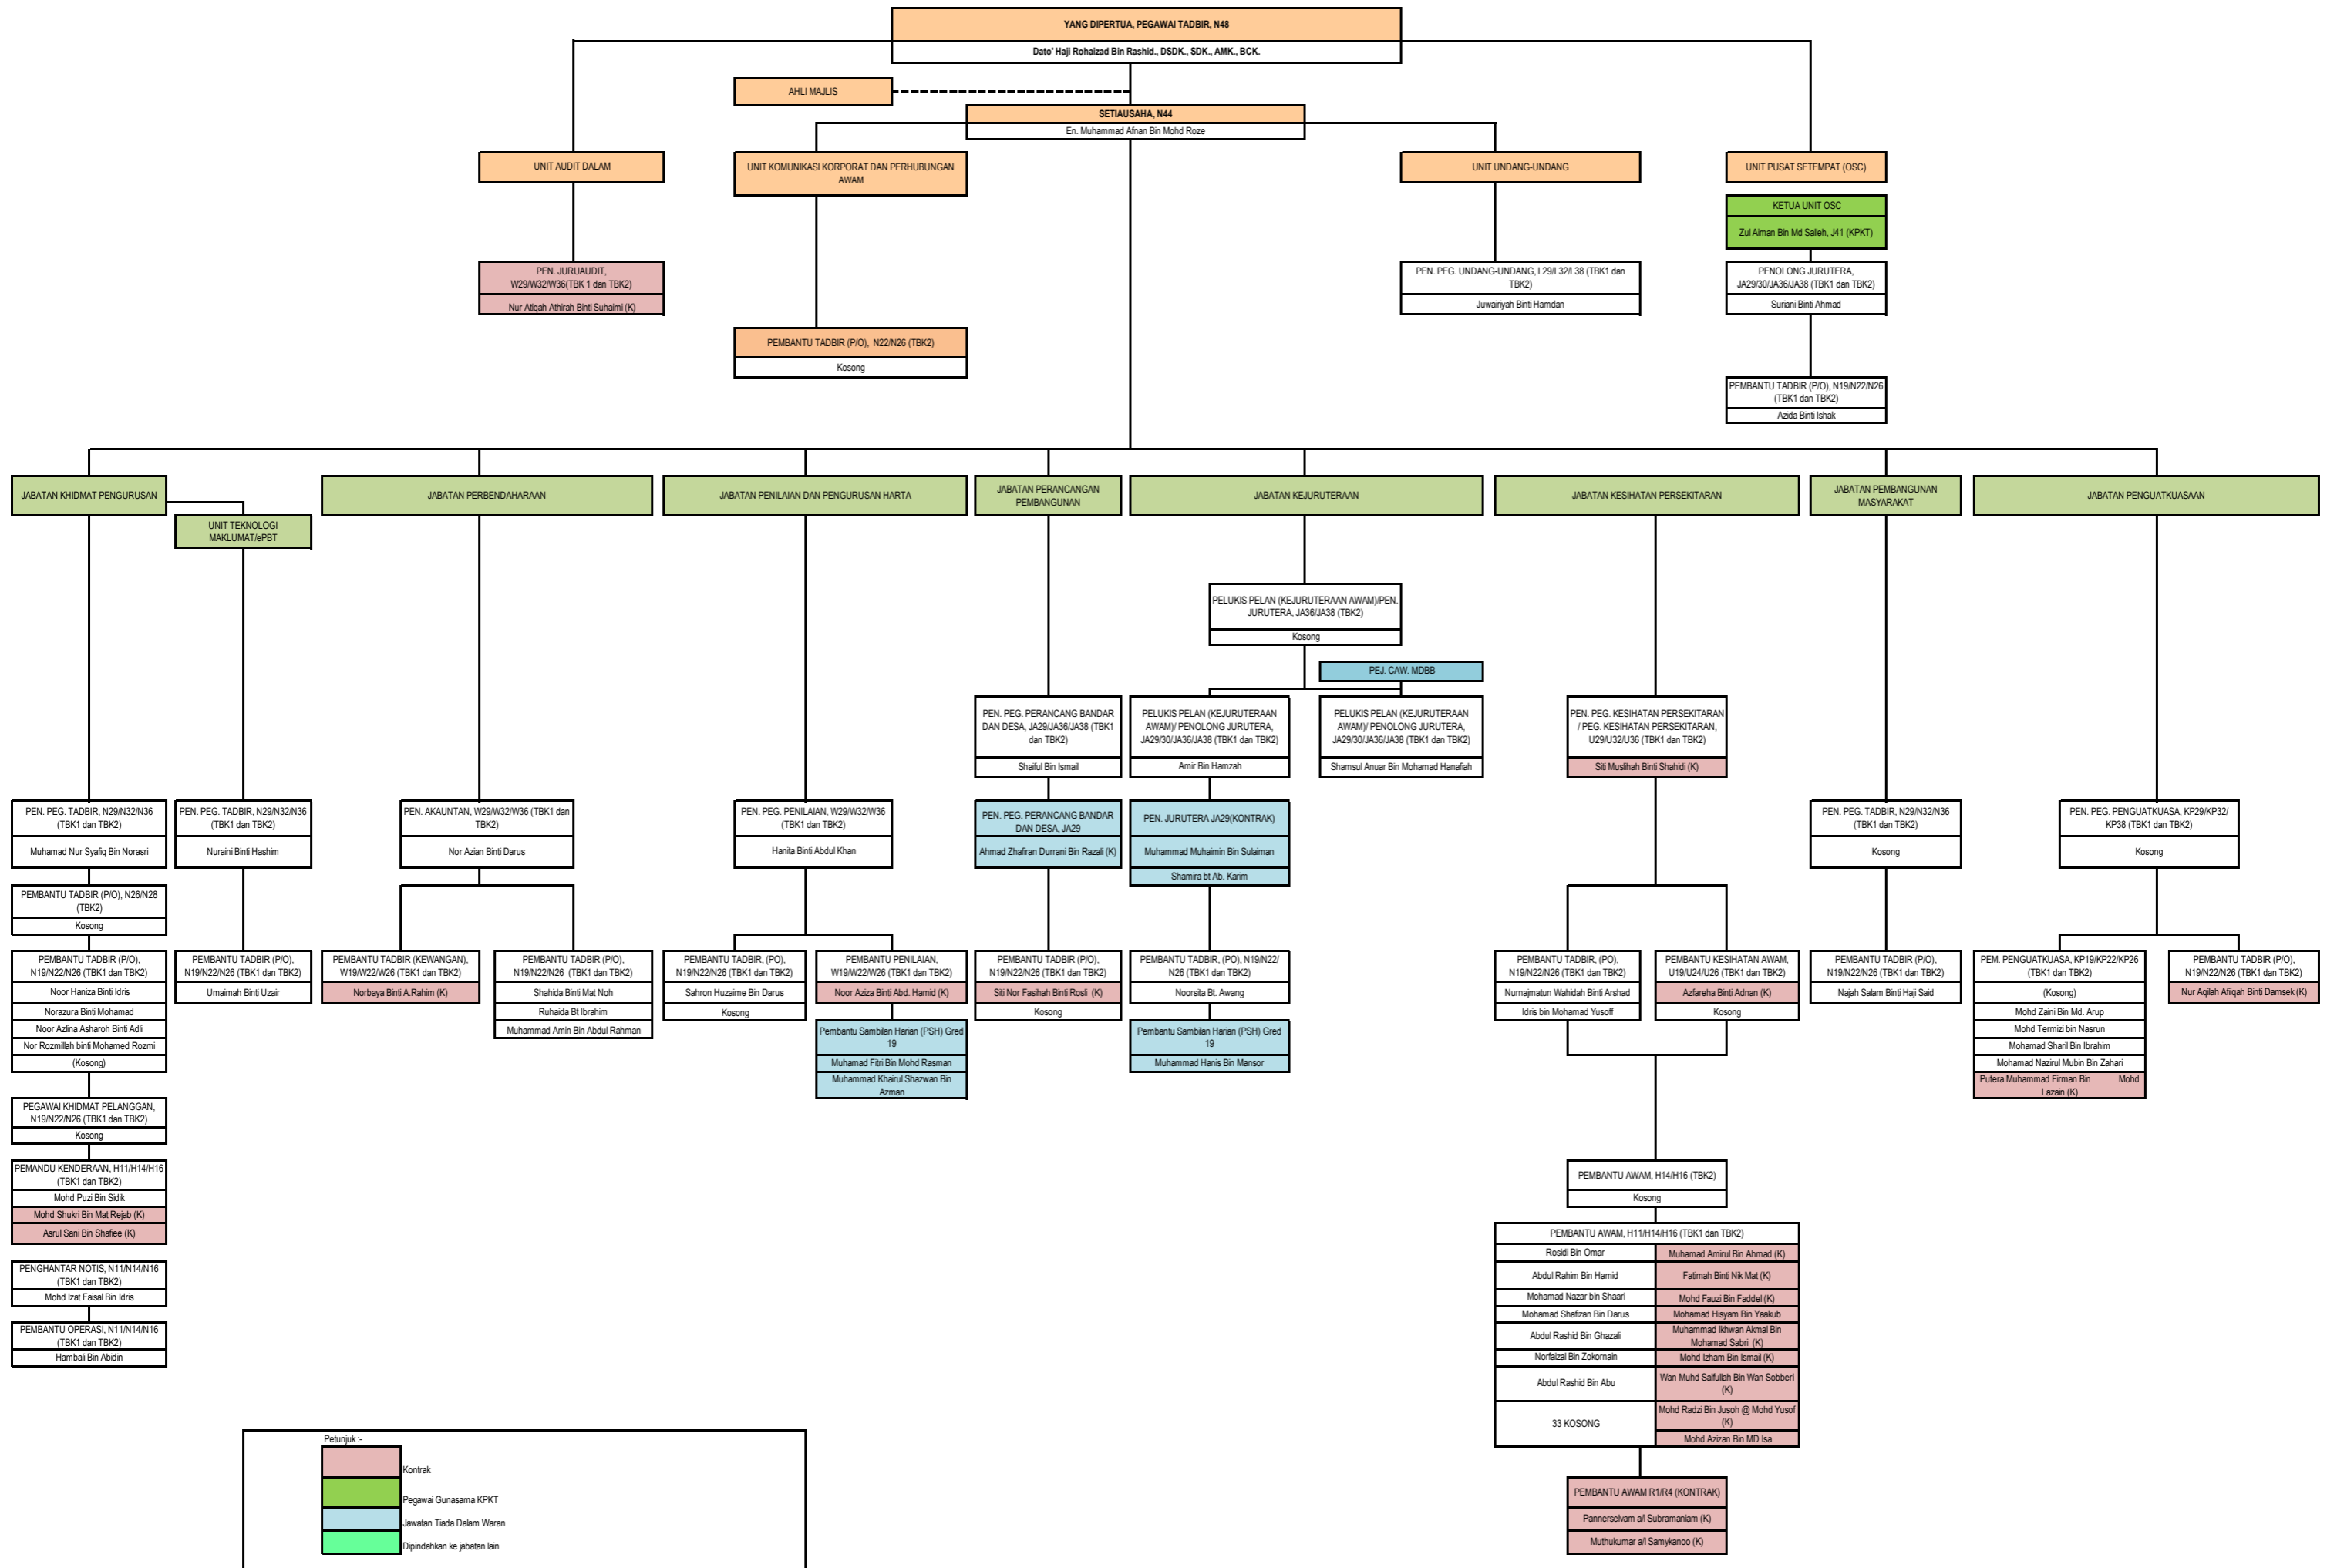 YANG DIPERTUA, PEGAWAI TADBIR, N48
Dato' Haji Rohaizad Bin Rashid., DSDK., SDK., AMK., BCK.
AHLI MAJLIS
SETIAUSAHA, N44
En. Muhammad Afnan Bin Mohd Roze
UNIT AUDIT DALAM
UNIT KOMUNIKASI KORPORAT DAN PERHUBUNGAN
AWAM
UNIT UNDANG-UNDANG
UNIT PUSAT SETEMPAT (OSC)
KETUA UNIT OSC
Zul Aiman Bin Md Salleh, J41 (KPKT)
PEN. JURUAUDIT,
W29/W32/W36(TBK 1 dan TBK2)
Nur Atiqah Athirah Binti Suhaimi (K)
PEN. PEG. UNDANG-UNDANG, L29/L32/L38 (TBK1 dan
TBK2)
Juwairiyah Binti Hamdan
PENOLONG JURUTERA,
JA29/30/JA36/JA38 (TBK1 dan TBK2)
Suriani Binti Ahmad
PEMBANTU TADBIR (P/O), N22/N26 (TBK2)
Kosong
PEMBANTU TADBIR (P/O), N19/N22/N26
(TBK1 dan TBK2)
Azida Binti Ishak
JABATAN KHIDMAT PENGURUSAN
UNIT TEKNOLOGI
MAKLUMAT/ePBT
JABATAN PERBENDAHARAAN
JABATAN PENILAIAN DAN PENGURUSAN HARTA
JABATAN PERANCANGAN
PEMBANGUNAN
JABATAN KEJURUTERAAN
JABATAN KESIHATAN PERSEKITARAN
JABATAN PEMBANGUNAN
MASYARAKAT
JABATAN PENGUATKUASAAN
PELUKIS PELAN (KEJURUTERAAN AWAM)/PEN.
JURUTERA, JA36/JA38 (TBK2)
Kosong
PEJ. CAW. MDBB
PEN. PEG. PERANCANG BANDAR
DAN DESA, JA29/JA36/JA38 (TBK1
dan TBK2)
Shaiful Bin Ismail
PELUKIS PELAN (KEJURUTERAAN
AWAM)/ PENOLONG JURUTERA,
JA29/30/JA36/JA38 (TBK1 dan TBK2)
Amir Bin Hamzah
PELUKIS PELAN (KEJURUTERAAN
AWAM)/ PENOLONG JURUTERA,
JA29/30/JA36/JA38 (TBK1 dan TBK2)
Shamsul Anuar Bin Mohamad Hanafiah
PEN. PEG. KESIHATAN PERSEKITARAN
/ PEG. KESIHATAN PERSEKITARAN,
U29/U32/U36 (TBK1 dan TBK2)
Siti Muslihah Binti Shahidi (K)
PEN. PEG. TADBIR, N29/N32/N36
(TBK1 dan TBK2)
Muhamad Nur Syafiq Bin Norasri
PEN. PEG. TADBIR, N29/N32/N36
(TBK1 dan TBK2)
Nuraini Binti Hashim
PEN. AKAUNTAN, W29/W32/W36 (TBK1 dan
TBK2)
Nor Azian Binti Darus
PEN. PEG. PENILAIAN, W29/W32/W36
(TBK1 dan TBK2)
Hanita Binti Abdul Khan
PEN. PEG. PERANCANG BANDAR
DAN DESA, JA29
Ahmad Zhafiran Durrani Bin Razali (K)
PEN. JURUTERA JA29(KONTRAK)
Muhammad Muhaimin Bin Sulaiman
Shamira bt Ab. Karim
PEN. PEG. TADBIR, N29/N32/N36
(TBK1 dan TBK2)
Kosong
PEN. PEG. PENGUATKUASA, KP29/KP32/
KP38 (TBK1 dan TBK2)
Kosong
PEMBANTU TADBIR (P/O), N26/N28
(TBK2)
Kosong
PEMBANTU TADBIR (P/O),
N19/N22/N26 (TBK1 dan TBK2)
Noor Haniza Binti Idris
Norazura Binti Mohamad
Noor Azlina Asharoh Binti Adli
Nor Rozmillah binti Mohamed Rozmi
(Kosong)
PEMBANTU TADBIR (P/O),
N19/N22/N26 (TBK1 dan TBK2)
Umaimah Binti Uzair
PEMBANTU TADBIR (KEWANGAN),
W19/W22/W26 (TBK1 dan TBK2)
Norbaya Binti A.Rahim (K)
PEMBANTU TADBIR (P/O),
N19/N22/N26 (TBK1 dan TBK2)
Shahida Binti Mat Noh
Ruhaida Bt Ibrahim
Muhammad Amin Bin Abdul Rahman
PEMBANTU TADBIR, (PO),
N19/N22/N26 (TBK1 dan TBK2)
Sahron Huzaime Bin Darus
Kosong
PEMBANTU PENILAIAN,
W19/W22/W26 (TBK1 dan TBK2)
Noor Aziza Binti Abd. Hamid (K)
Pembantu Sambilan Harian (PSH) Gred
19
Muhamad Fitri Bin Mohd Rasman
Muhammad Khairul Shazwan Bin
Azman
PEMBANTU TADBIR (P/O),
N19/N22/N26 (TBK1 dan TBK2)
Siti Nor Fasihah Binti Rosli (K)
Kosong
PEMBANTU TADBIR, (PO), N19/N22/
N26 (TBK1 dan TBK2)
Noorsita Bt. Awang
Pembantu Sambilan Harian (PSH) Gred
19
Muhammad Hanis Bin Mansor
PEMBANTU TADBIR, (PO),
N19/N22/N26 (TBK1 dan TBK2)
Nurnajmatun Wahidah Binti Arshad
Idris bin Mohamad Yusoff
PEMBANTU KESIHATAN AWAM,
U19/U24/U26 (TBK1 dan TBK2)
Azfareha Binti Adnan (K)
Kosong
PEMBANTU TADBIR (P/O),
N19/N22/N26 (TBK1 dan TBK2)
Najah Salam Binti Haji Said
PEM. PENGUATKUASA, KP19/KP22/KP26
(TBK1 dan TBK2)
(Kosong)
Mohd Zaini Bin Md. Arup
Mohd Termizi bin Nasrun
Mohamad Sharil Bin Ibrahim
Mohamad Nazirul Mubin Bin Zahari
Putera Muhammad Firman Bin Mohd
Lazain (K)
PEMBANTU TADBIR (P/O),
N19/N22/N26 (TBK1 dan TBK2)
Nur Aqilah Afiiqah Binti Damsek (K)
PEGAWAI KHIDMAT PELANGGAN,
N19/N22/N26 (TBK1 dan TBK2)
Kosong
PEMANDU KENDERAAN, H11/H14/H16
(TBK1 dan TBK2)
Mohd Puzi Bin Sidik
Mohd Shukri Bin Mat Rejab (K)
Asrul Sani Bin Shafiee (K)
PENGHANTAR NOTIS, N11/N14/N16
(TBK1 dan TBK2)
Mohd Izat Faisal Bin Idris
PEMBANTU OPERASI, N11/N14/N16
(TBK1 dan TBK2)
Hambali Bin Abidin
PEMBANTU AWAM, H14/H16 (TBK2)
Kosong
PEMBANTU AWAM, H11/H14/H16 (TBK1 dan TBK2)
Rosidi Bin Omar
Muhamad Amirul Bin Ahmad (K)
Abdul Rahim Bin Hamid
Fatimah Binti Nik Mat (K)
Mohamad Nazar bin Shaari
Mohd Fauzi Bin Faddel (K)
Mohamad Shafizan Bin Darus
Mohamad Hisyam Bin Yaakub
Abdul Rashid Bin Ghazali
Muhammad Ikhwan Akmal Bin
Mohamad Sabri (K)
Norfaizal Bin Zokornain
Mohd Izham Bin Ismail (K)
Abdul Rashid Bin Abu
Wan Muhd Saifullah Bin Wan Sobberi
(K)
33 KOSONG
Mohd Radzi Bin Jusoh @ Mohd Yusof
(K)
Mohd Azizan Bin MD Isa
PEMBANTU AWAM R1/R4 (KONTRAK)
Pannerselvam a/l Subramaniam (K)
Muthukumar a/l Samykanoo (K)
Petunjuk :-
Kontrak
Pegawai Gunasama KPKT
Jawatan Tiada Dalam Waran
Dipindahkan ke jabatan lain